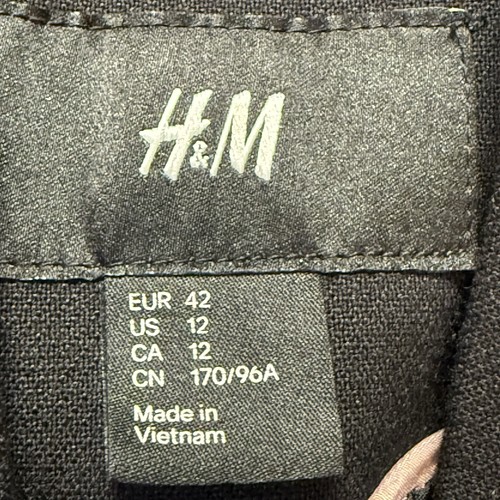 H&M
EUR 42
US 12
CA 12
CN 170/96A
Made in
Vietnam